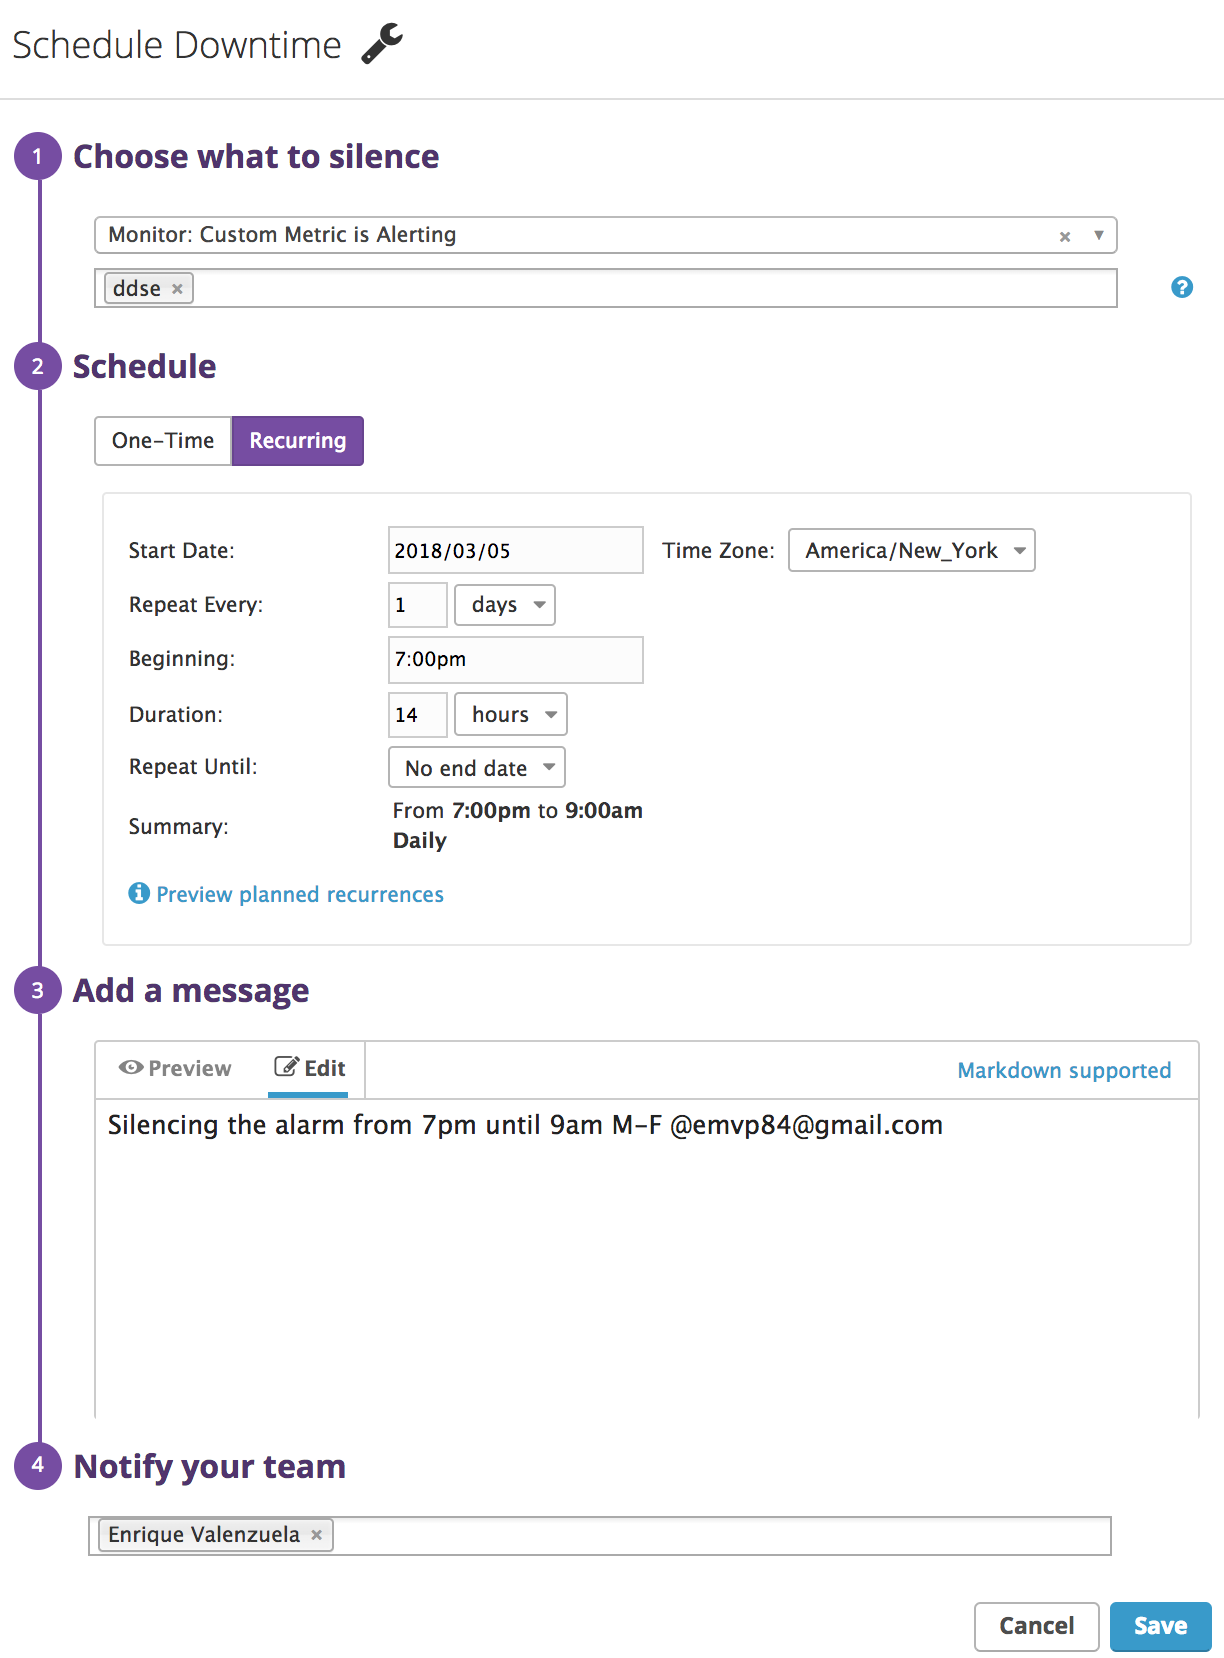 Schedule Downtime
1 Choose what to silence
Monitor: Custom Metric is Alerting × ▼
ddse × ?
2 Schedule
One-Time Recurring
Start Date: 2018/03/05 Time Zone: America/New_York
Repeat Every: 1 days
Beginning: 7:00pm
Duration: 14 hours
Repeat Until: No end date
Summary: From 7:00pm to 9:00am
Daily
Preview planned recurrences
3 Add a message
Preview Edit Markdown supported
Silencing the alarm from 7pm until 9am M-F @emvp84@gmail.com
4 Notify your team
Enrique Valenzuela ×
Cancel Save